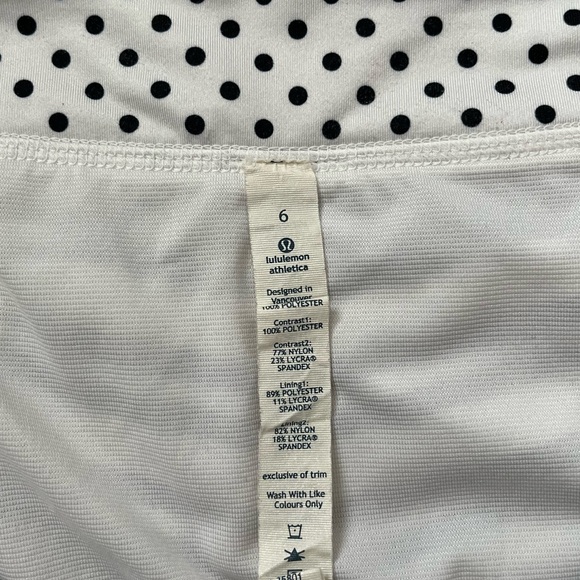 6
lululemon
athletica
Designed in
Vancouver
100% POLYESTER
Contrast1:
100% POLYESTER
Contrast2:
77% NYLON
23% LYCRA®
SPANDEX
Lining1:
89% POLYESTER
11% LYCRA®
SPANDEX
Lining2:
82% NYLON
18% LYCRA®
SPANDEX
exclusive of trim
Wash With Like
Colours Only